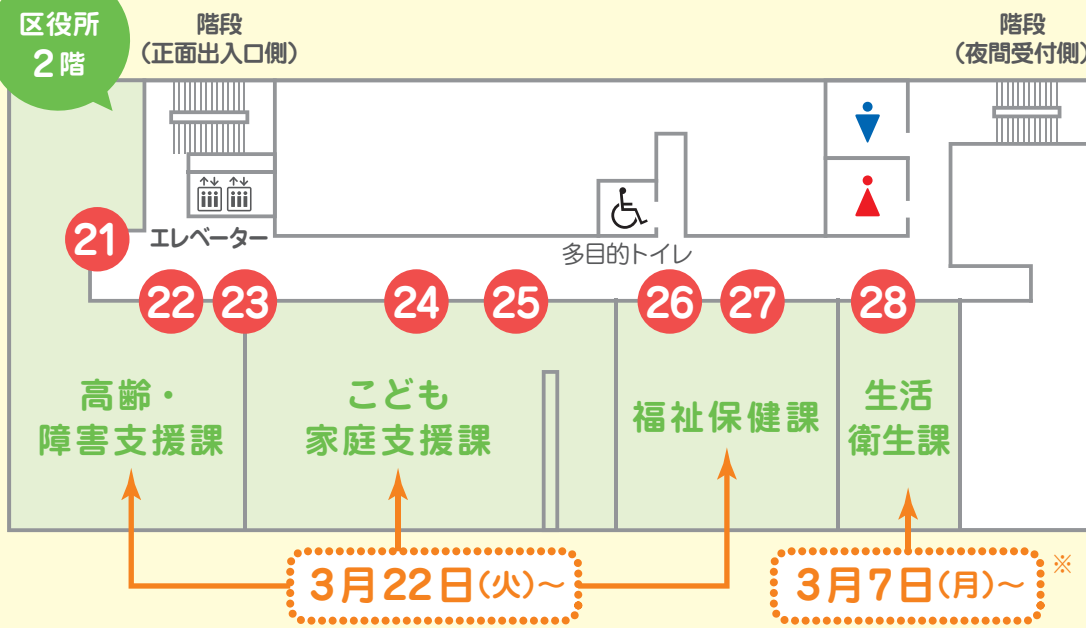 区役所
2階
階段
(正面出入口側)
階段
(夜間受付側)
エレベーター
多目的トイレ
21
22
23
24
25
26
27
28
高齢・
障害支援課
こども
家庭支援課
福祉保健課
生活
衛生課
3月22日(火)～
3月7日(月)～
※